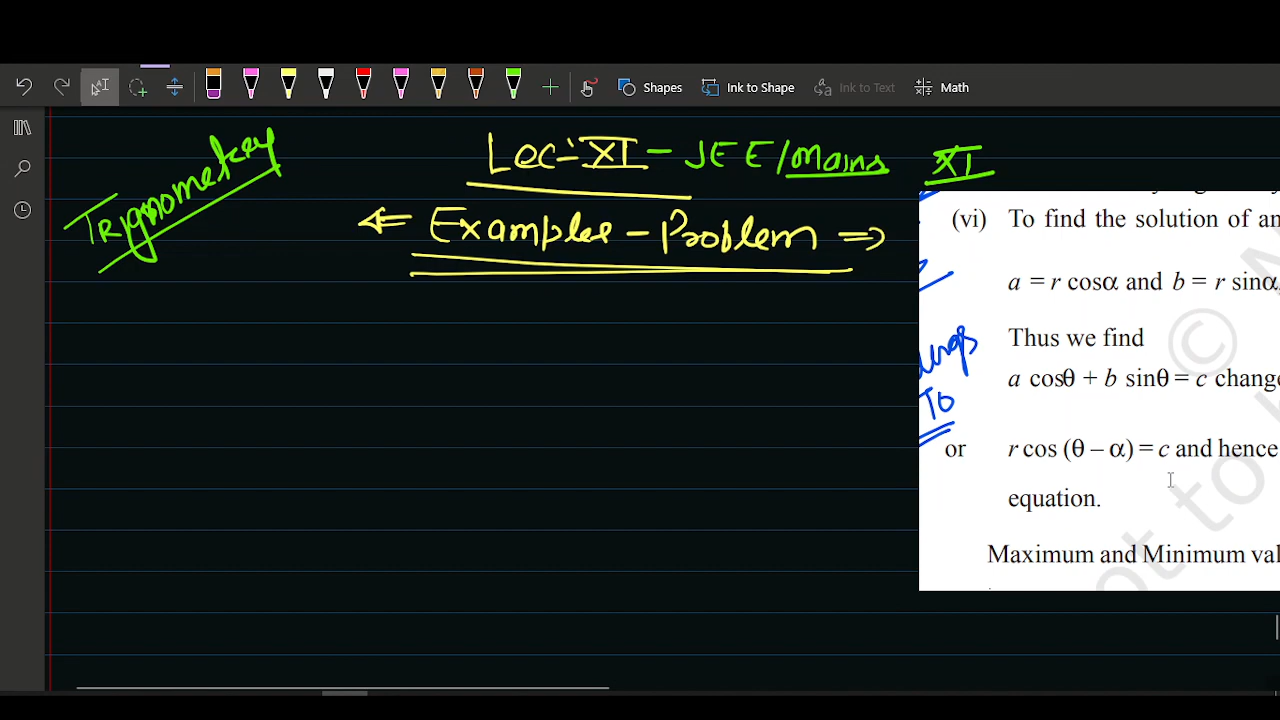 Shapes Ink to Shape Ink to Text Math
Trignometry
Lec:- XI - JEE/Mains XI
Examples - Problem
(vi) To find the solution of an
a = r cosα and b = r sinα,
Thus we find
a cosθ + b sinθ = c change
To
or r cos (θ – α) = c and hence
equation.
Maximum and Minimum val